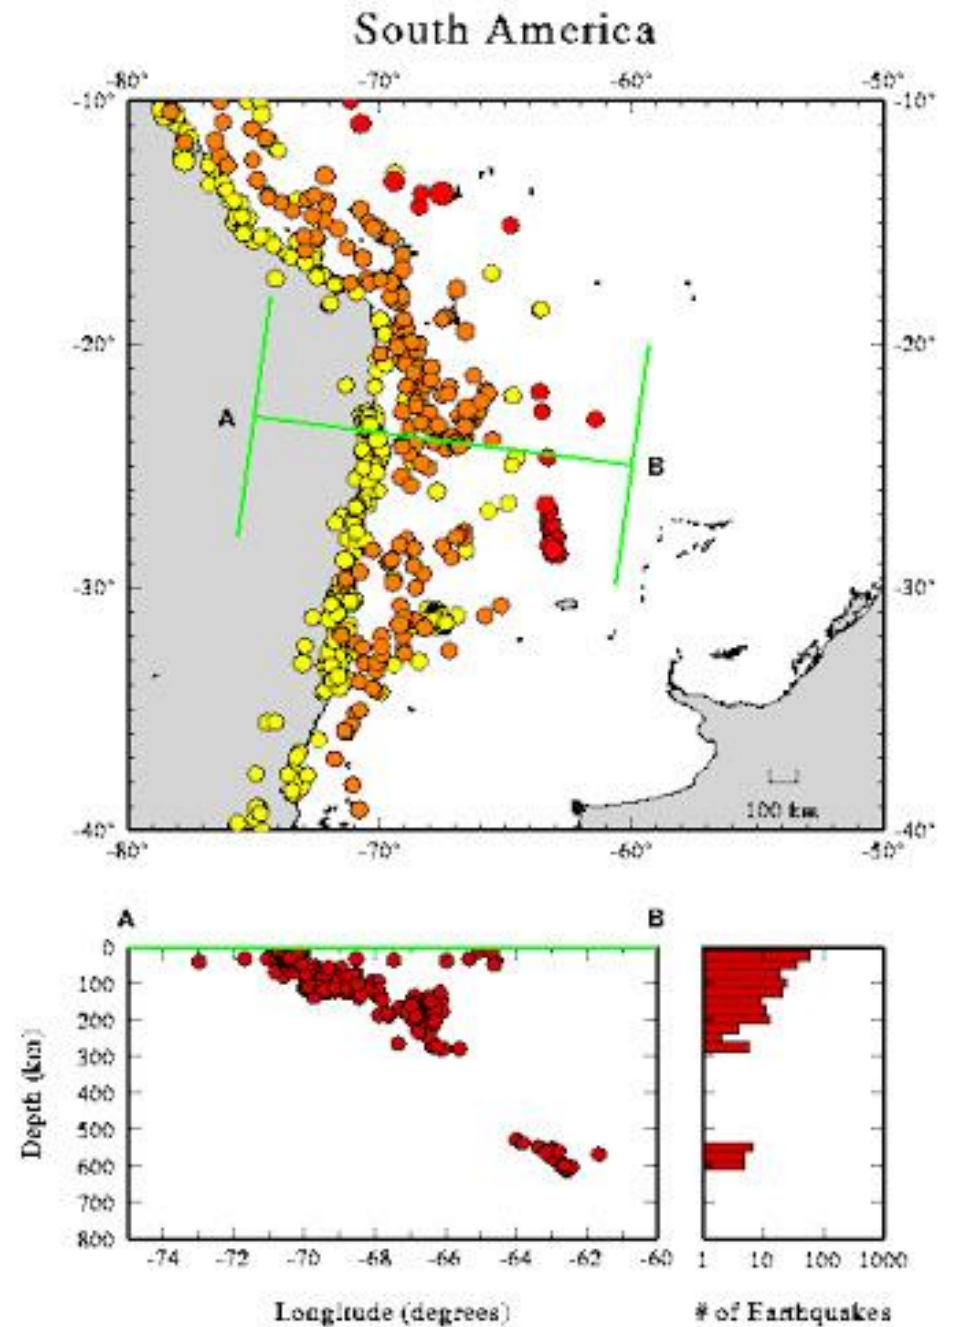 South America
-80° -70° -60° -50°
-10° -10°
-20° -20°
A
B
-30° -30°
100 km
-40° -40°
-80° -70° -60° -50°
A B
0
100
200
300
400
500
600
700
800
Depth (km)
-74 -72 -70 -68 -66 -64 -62 -60
1 10 100 1000
Longitude (degrees)
# of Earthquakes